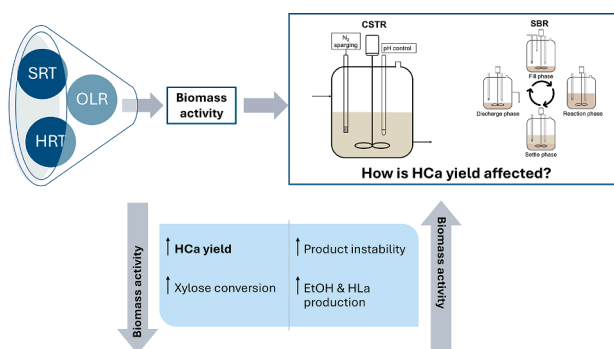 SRT
OLR
HRT
Biomass
activity
CSTR
N2
sparging
pH control
SBR
Fill phase
Discharge phase
Reaction phase
Settle phase
How is HCa yield affected?
Biomass activity
↑ HCa yield
↑ Product instability
↑ Xylose conversion
↑ EtOH & HLa
production
Biomass activity